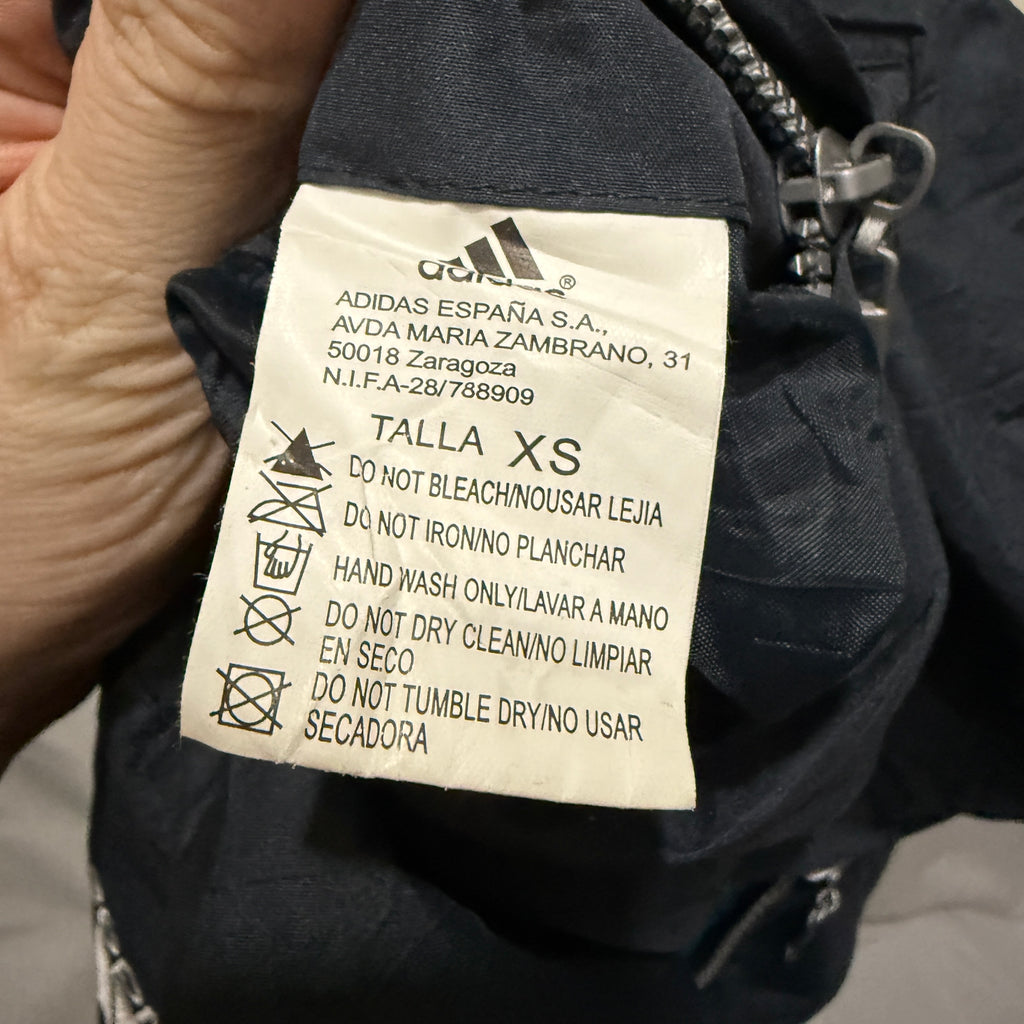 adidas®
ADIDAS ESPAÑA S.A.,
AVDA MARIA ZAMBRANO, 31
50018 Zaragoza
N.I.F.A-28/788909
TALLA XS
DO NOT BLEACH/NOUSAR LEJIA
DO NOT IRON/NO PLANCHAR
HAND WASH ONLY/LAVAR A MANO
DO NOT DRY CLEAN/NO LIMPIAR
EN SECO
DO NOT TUMBLE DRY/NO USAR
SECADORA